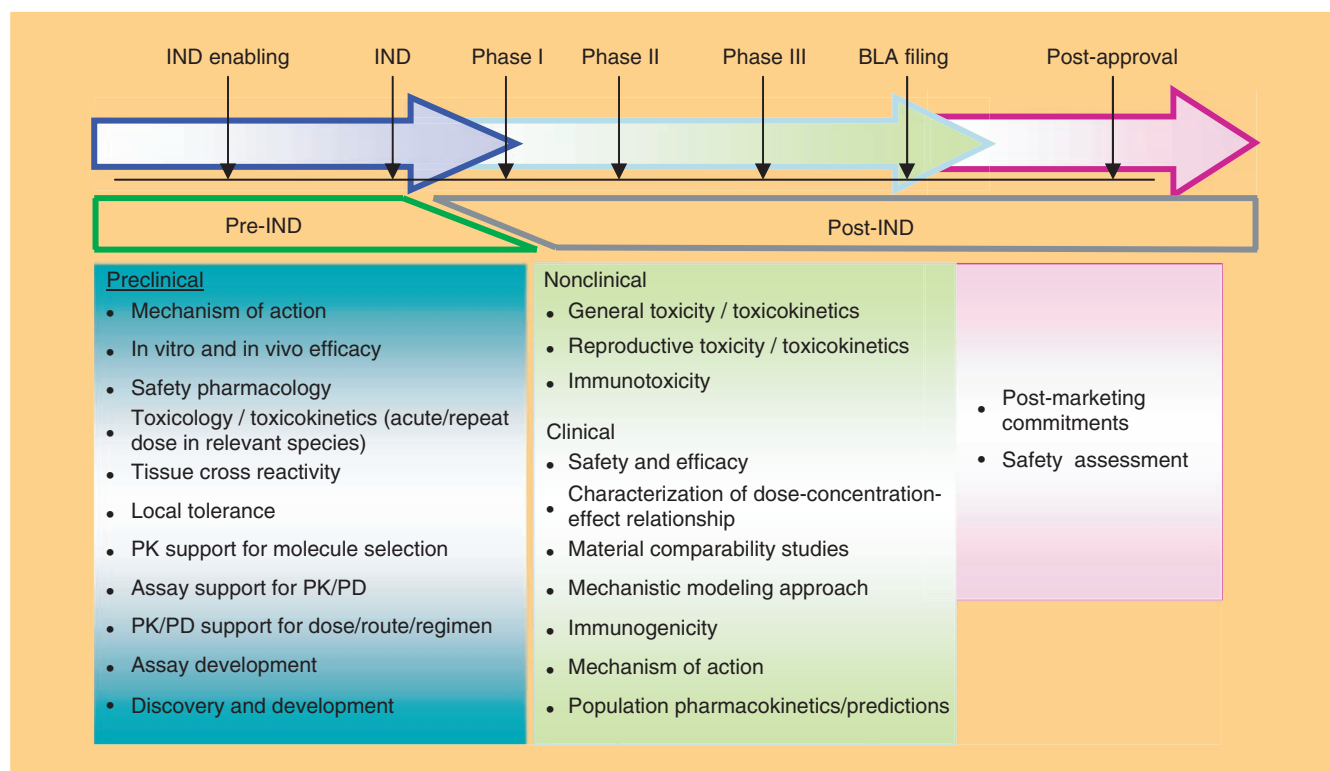 IND enabling
IND
Phase I
Phase II
Phase III
BLA filing
Post-approval
Pre-IND
Post-IND
Preclinical
• Mechanism of action
• In vitro and in vivo efficacy
• Safety pharmacology
• Toxicology / toxicokinetics (acute/repeat
dose in relevant species)
• Tissue cross reactivity
• Local tolerance
• PK support for molecule selection
• Assay support for PK/PD
• PK/PD support for dose/route/regimen
• Assay development
• Discovery and development
Nonclinical
• General toxicity / toxicokinetics
• Reproductive toxicity / toxicokinetics
• Immunotoxicity
Clinical
• Safety and efficacy
• Characterization of dose-concentration-
effect relationship
• Material comparability studies
• Mechanistic modeling approach
• Immunogenicity
• Mechanism of action
• Population pharmacokinetics/predictions
• Post-marketing
commitments
• Safety assessment